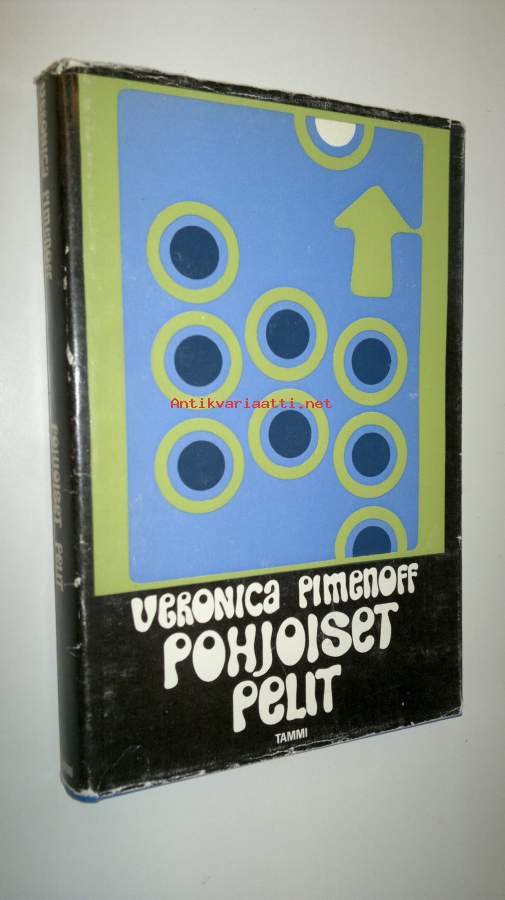 Veronica Pimenoff
Pohjoiset Pelit
Antikvariaatti.net
Veronica Pimenoff
Pohjoiset
Pelit
TAMMI